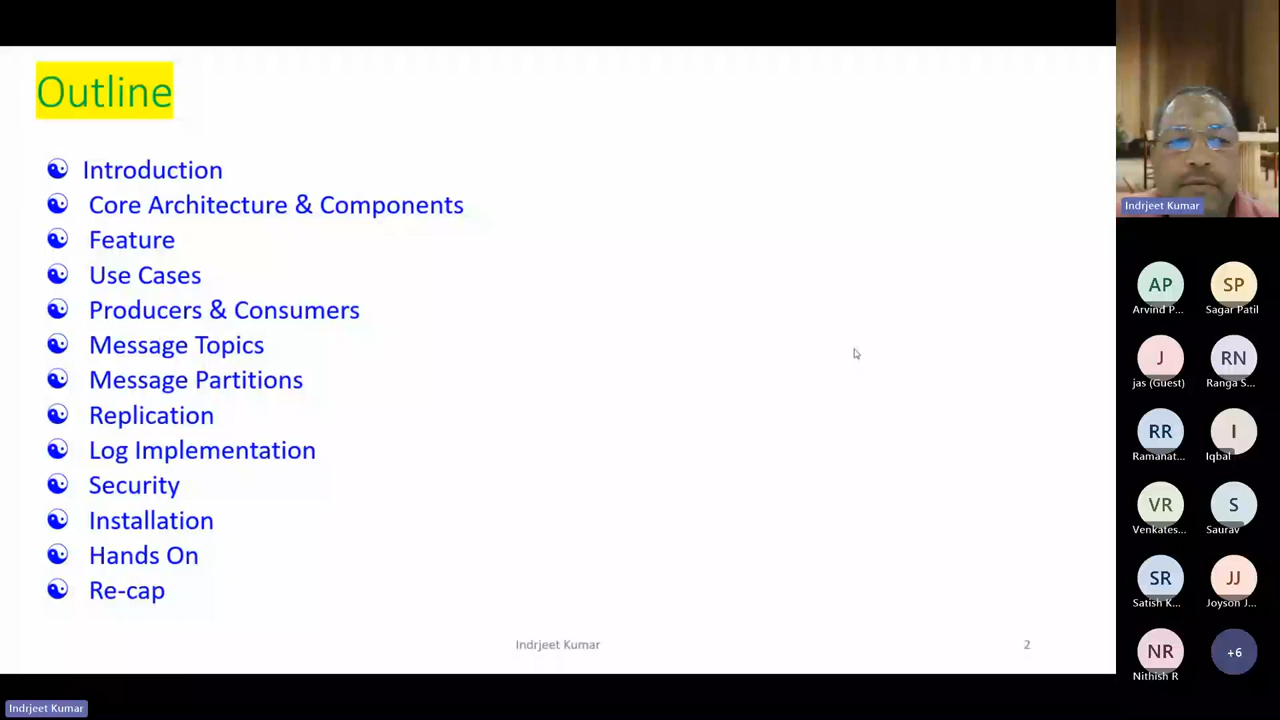 Outline
Introduction
Core Architecture & Components
Feature
Use Cases
Producers & Consumers
Message Topics
Message Partitions
Replication
Log Implementation
Security
Installation
Hands On
Re-cap
Indrjeet Kumar
2
Indrjeet Kumar
Indrjeet Kumar
AP
SP
Arvind P...
Sagar Patil
J
RN
jas (Guest)
Ranga S...
RR
I
Ramanat...
Iqbal
VR
S
Venkates...
Saurav
SR
JJ
Satish K...
Joyson J...
NR
+6
Nithish R